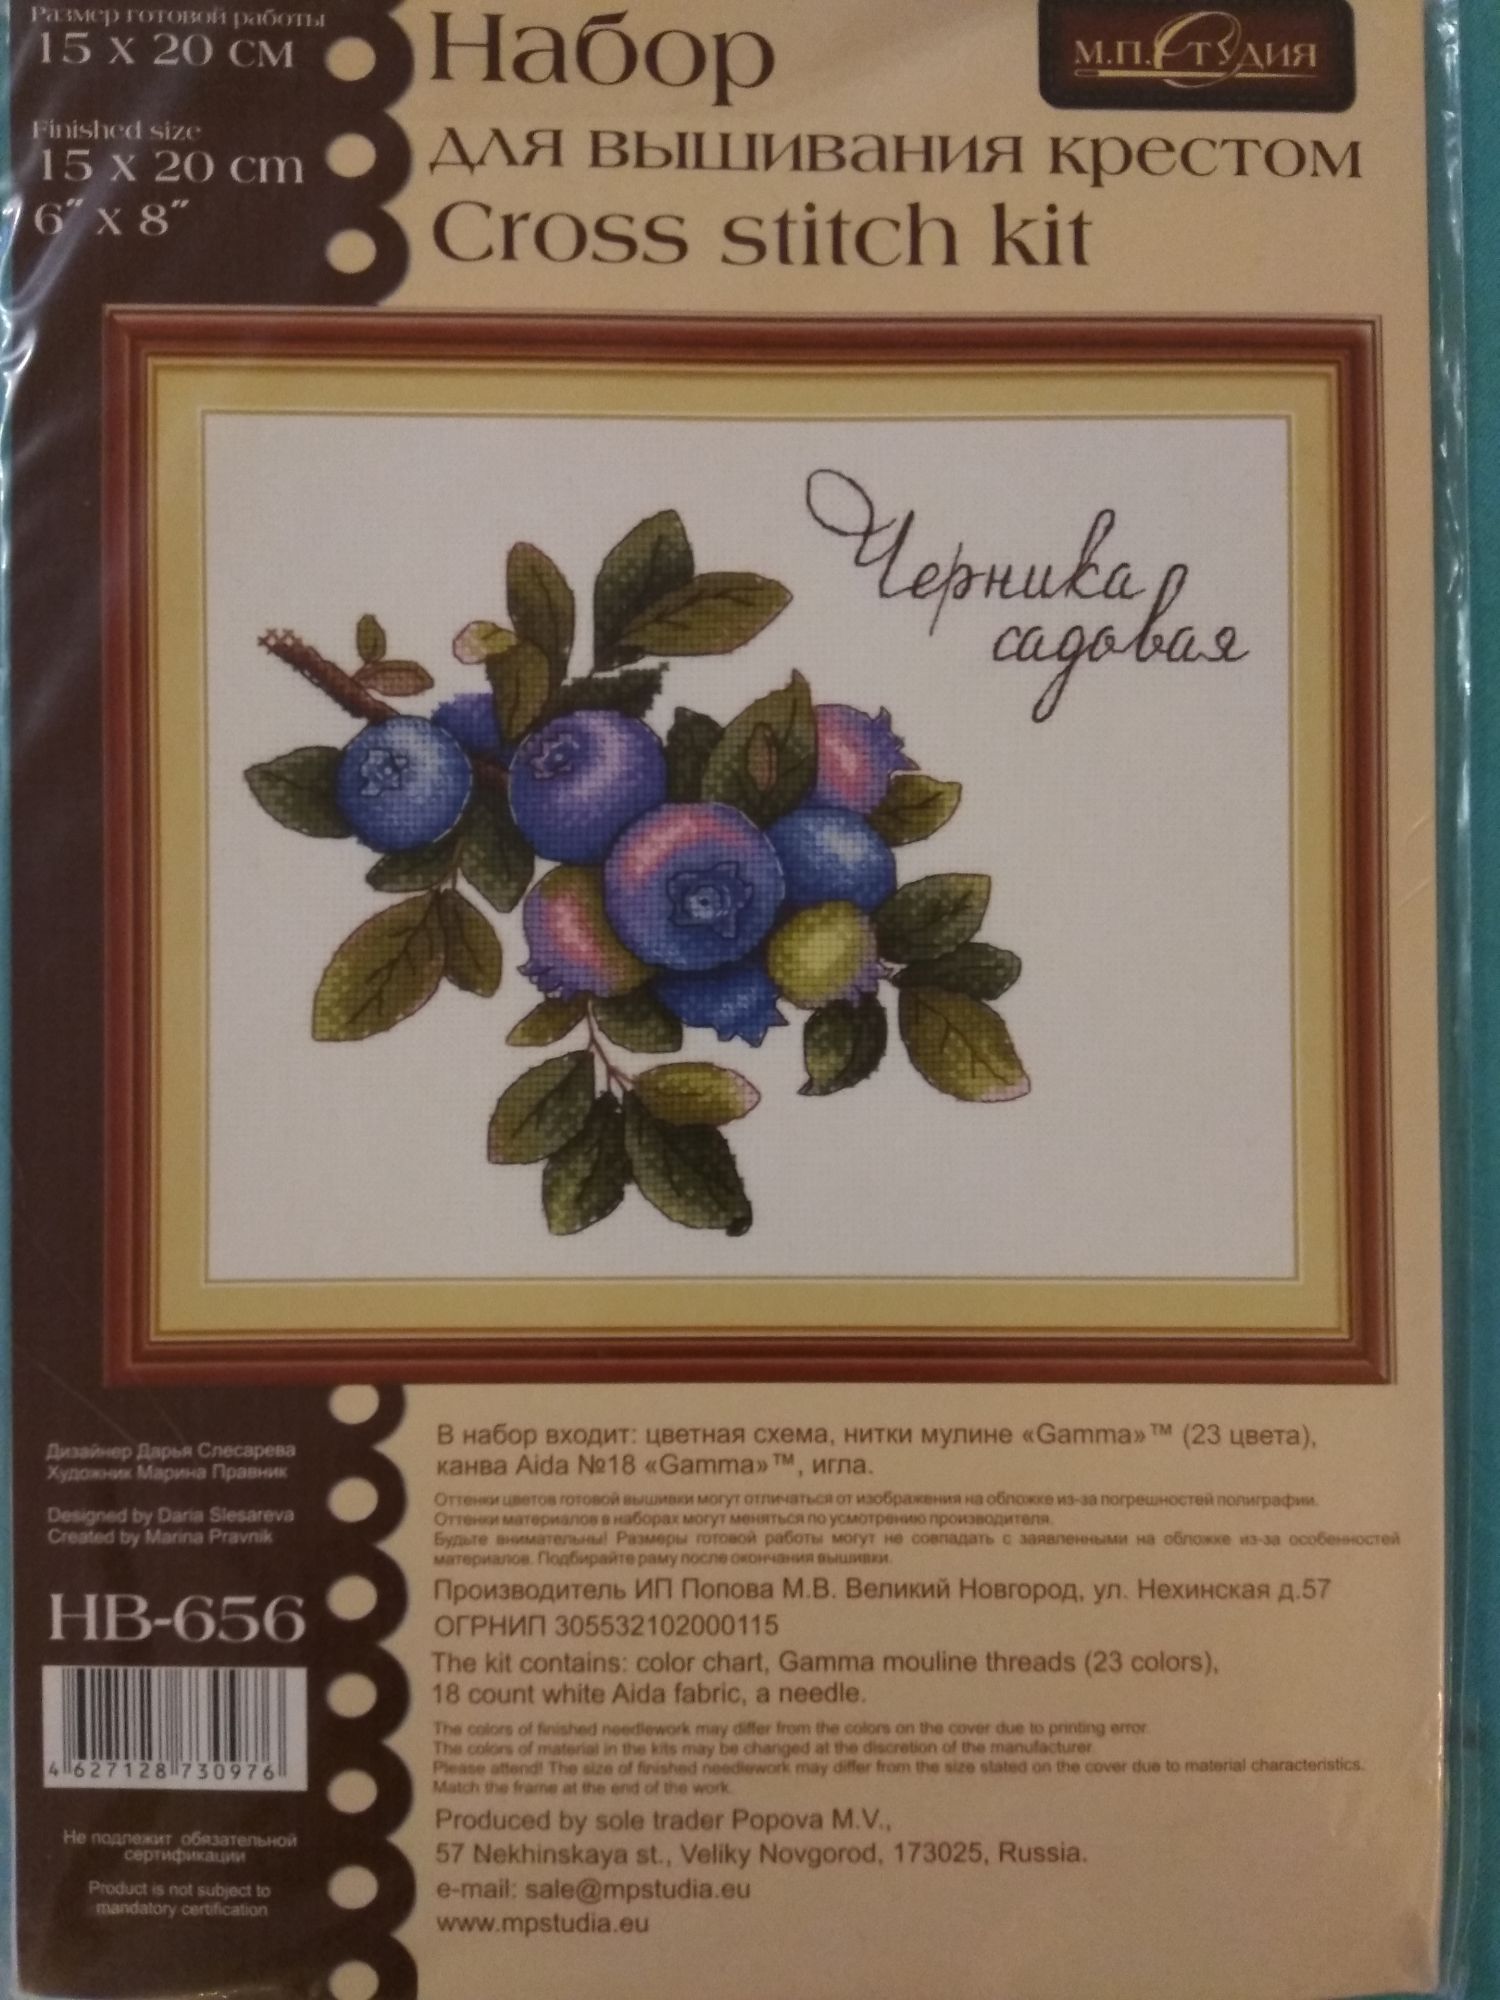 Размер готовой работы
15 х 20 см
Finished size
15 x 20 cm
6" x 8"
Набор
для вышивания крестом
Cross stitch kit
М.П.Студия
Черника
садовая
Дизайнер Дарья Слесарева
Художник Марина Правник
Designed by Daria Slesareva
Created by Marina Pravnik
НВ-656
4 627128 730976
Не подлежит обязательной
сертификации
Product is not subject to
mandatory certification
В набор входит: цветная схема, нитки мулине «Gamma»™ (23 цвета),
канва Aida №18 «Gamma»™, игла.
Оттенки цветов готовой вышивки могут отличаться от изображения на обложке из-за погрешностей полиграфии.
Оттенки материалов в наборах могут меняться по усмотрению производителя.
Будьте внимательны! Размеры готовой работы могут не совпадать с заявленными на обложке из-за особенностей
материалов. Подбирайте раму после окончания вышивки.
Производитель ИП Попова М.В. Великий Новгород, ул. Нехинская д.57
ОГРНИП 305532102000115
The kit contains: color chart, Gamma mouline threads (23 colors),
18 count white Aida fabric, a needle.
The colors of finished needlework may differ from the colors on the cover due to printing error.
The colors of material in the kits may be changed at the discretion of the manufacturer.
Please attend! The size of finished needlework may differ from the size stated on the cover due to material characteristics.
Match the frame at the end of the work.
Produced by sole trader Popova M.V.,
57 Nekhinskaya st., Veliky Novgorod, 173025, Russia.
e-mail: sale@mpstudia.eu
www.mpstudia.eu